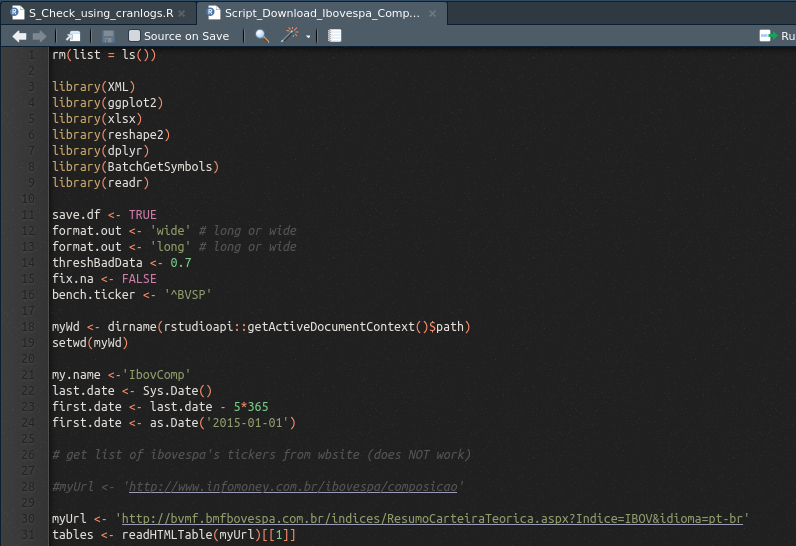 S_Check_using_cranlogs.R
Script_Download_Ibovespa_Comp...
Source on Save
Ru
1 rm(list = ls())
2
3 library(XML)
4 library(ggplot2)
5 library(xlsx)
6 library(reshape2)
7 library(dplyr)
8 library(BatchGetSymbols)
9 library(readr)
10
11 save.df <- TRUE
12 format.out <- 'wide' # long or wide
13 format.out <- 'long' # long or wide
14 threshBadData <- 0.7
15 fix.na <- FALSE
16 bench.ticker <- '^BVSP'
17
18 myWd <- dirname(rstudioapi::getActiveDocumentContext()$path)
19 setwd(myWd)
20
21 my.name <-'IbovComp'
22 last.date <- Sys.Date()
23 first.date <- last.date - 5*365
24 first.date <- as.Date('2015-01-01')
25
26 # get list of ibovespa's tickers from wbsite (does NOT work)
27
28 #myUrl <- 'http://www.infomoney.com.br/ibovespa/composicao'
29
30 myUrl <- 'http://bvmf.bmfbovespa.com.br/indices/ResumoCarteiraTeorica.aspx?Indice=IBOV&idioma=pt-br'
31 tables <- readHTMLTable(myUrl)[[1]]